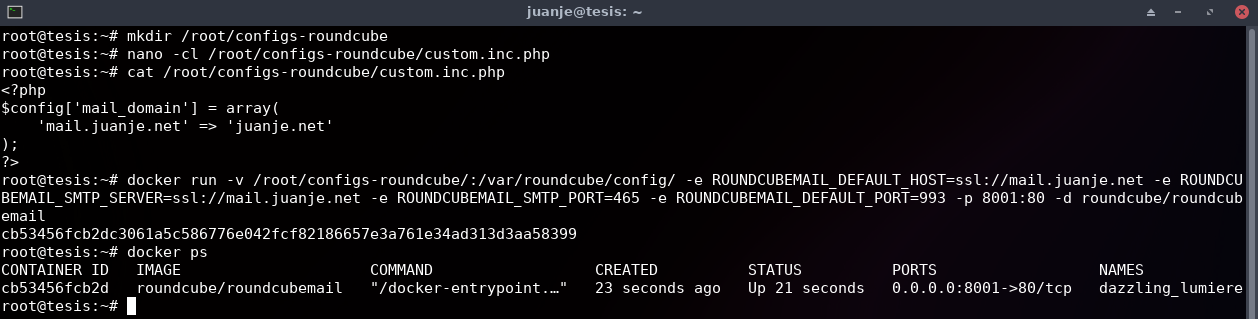 juanje@tesis: ~
root@tesis:~# mkdir /root/configs-roundcube
root@tesis:~# nano -cl /root/configs-roundcube/custom.inc.php
root@tesis:~# cat /root/configs-roundcube/custom.inc.php
<?php
$config['mail_domain'] = array(
    'mail.juanje.net' => 'juanje.net'
);
?>
root@tesis:~# docker run -v /root/configs-roundcube/:/var/roundcube/config/ -e ROUNDCUBEMAIL_DEFAULT_HOST=ssl://mail.juanje.net -e ROUNDCU
BEMAIL_SMTP_SERVER=ssl://mail.juanje.net -e ROUNDCUBEMAIL_SMTP_PORT=465 -e ROUNDCUBEMAIL_DEFAULT_PORT=993 -p 8001:80 -d roundcube/roundcub
email
cb53456fcb2dc3061a5c586776e042fcf82186657e3a761e34ad313d3aa58399
root@tesis:~# docker ps
CONTAINER ID   IMAGE                     COMMAND                  CREATED          STATUS          PORTS                  NAMES
cb53456fcb2d   roundcube/roundcubemail   "/docker-entrypoint.…"   23 seconds ago   Up 21 seconds   0.0.0.0:8001->80/tcp   dazzling_lumiere
root@tesis:~#